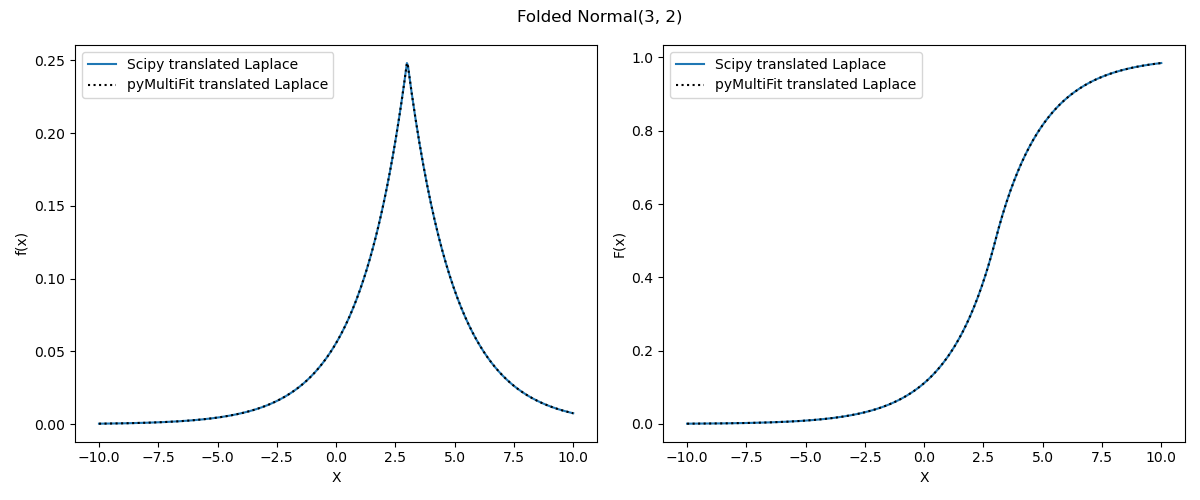 Folded Normal(3, 2)
Scipy translated Laplace
pyMultiFit translated Laplace
f(x)
0.25
0.20
0.15
0.10
0.05
0.00
−10.0 −7.5 −5.0 −2.5 0.0 2.5 5.0 7.5 10.0
X
Scipy translated Laplace
pyMultiFit translated Laplace
F(x)
1.0
0.8
0.6
0.4
0.2
0.0
−10.0 −7.5 −5.0 −2.5 0.0 2.5 5.0 7.5 10.0
X